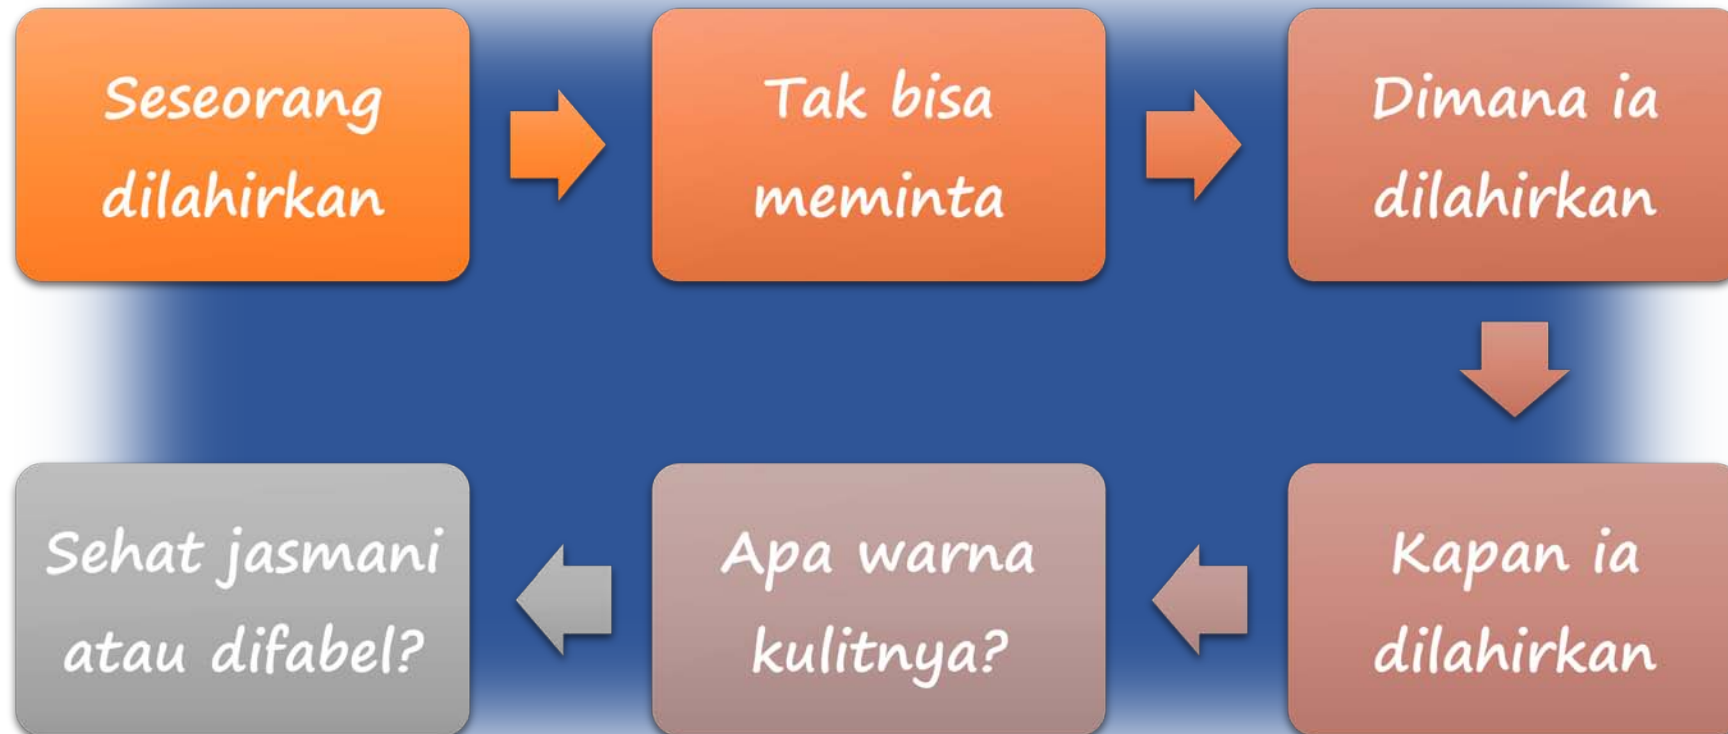 Seseorang
dilahirkan
Tak bisa
meminta
Dimana ia
dilahirkan
Kapan ia
dilahirkan
Apa warna
kulitnya?
Sehat jasmani
atau difabel?